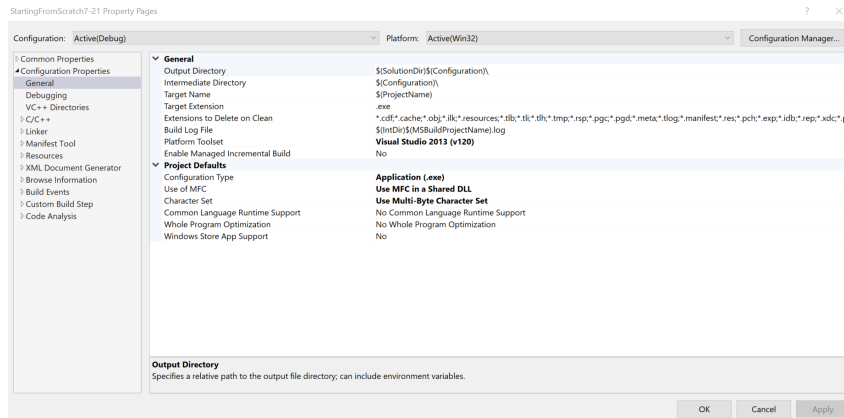 StartingFromScratch7-21 Property Pages
Configuration: Active(Debug) Platform: Active(Win32) Configuration Manager...
Common Properties
Configuration Properties
General
Debugging
VC++ Directories
C/C++
Linker
Manifest Tool
Resources
XML Document Generator
Browse Information
Build Events
Custom Build Step
Code Analysis
General
Output Directory $(SolutionDir)$(Configuration)\
Intermediate Directory $(Configuration)\
Target Name $(ProjectName)
Target Extension .exe
Extensions to Delete on Clean *.cdf;*.cache;*.obj;*.ilk;*.resources;*.tlb;*.tli;*.tlh;*.tmp;*.rsp;*.pgc;*.pgd;*.meta;*.tlog;*.manifest;*.res;*.pch;*.exp;*.idb;*.rep;*.xdc;*.p
Build Log File $(IntDir)$(MSBuildProjectName).log
Platform Toolset Visual Studio 2013 (v120)
Enable Managed Incremental Build No
Project Defaults
Configuration Type Application (.exe)
Use of MFC Use MFC in a Shared DLL
Character Set Use Multi-Byte Character Set
Common Language Runtime Support No Common Language Runtime Support
Whole Program Optimization No Whole Program Optimization
Windows Store App Support No
Output Directory
Specifies a relative path to the output file directory; can include environment variables.
OK Cancel Apply